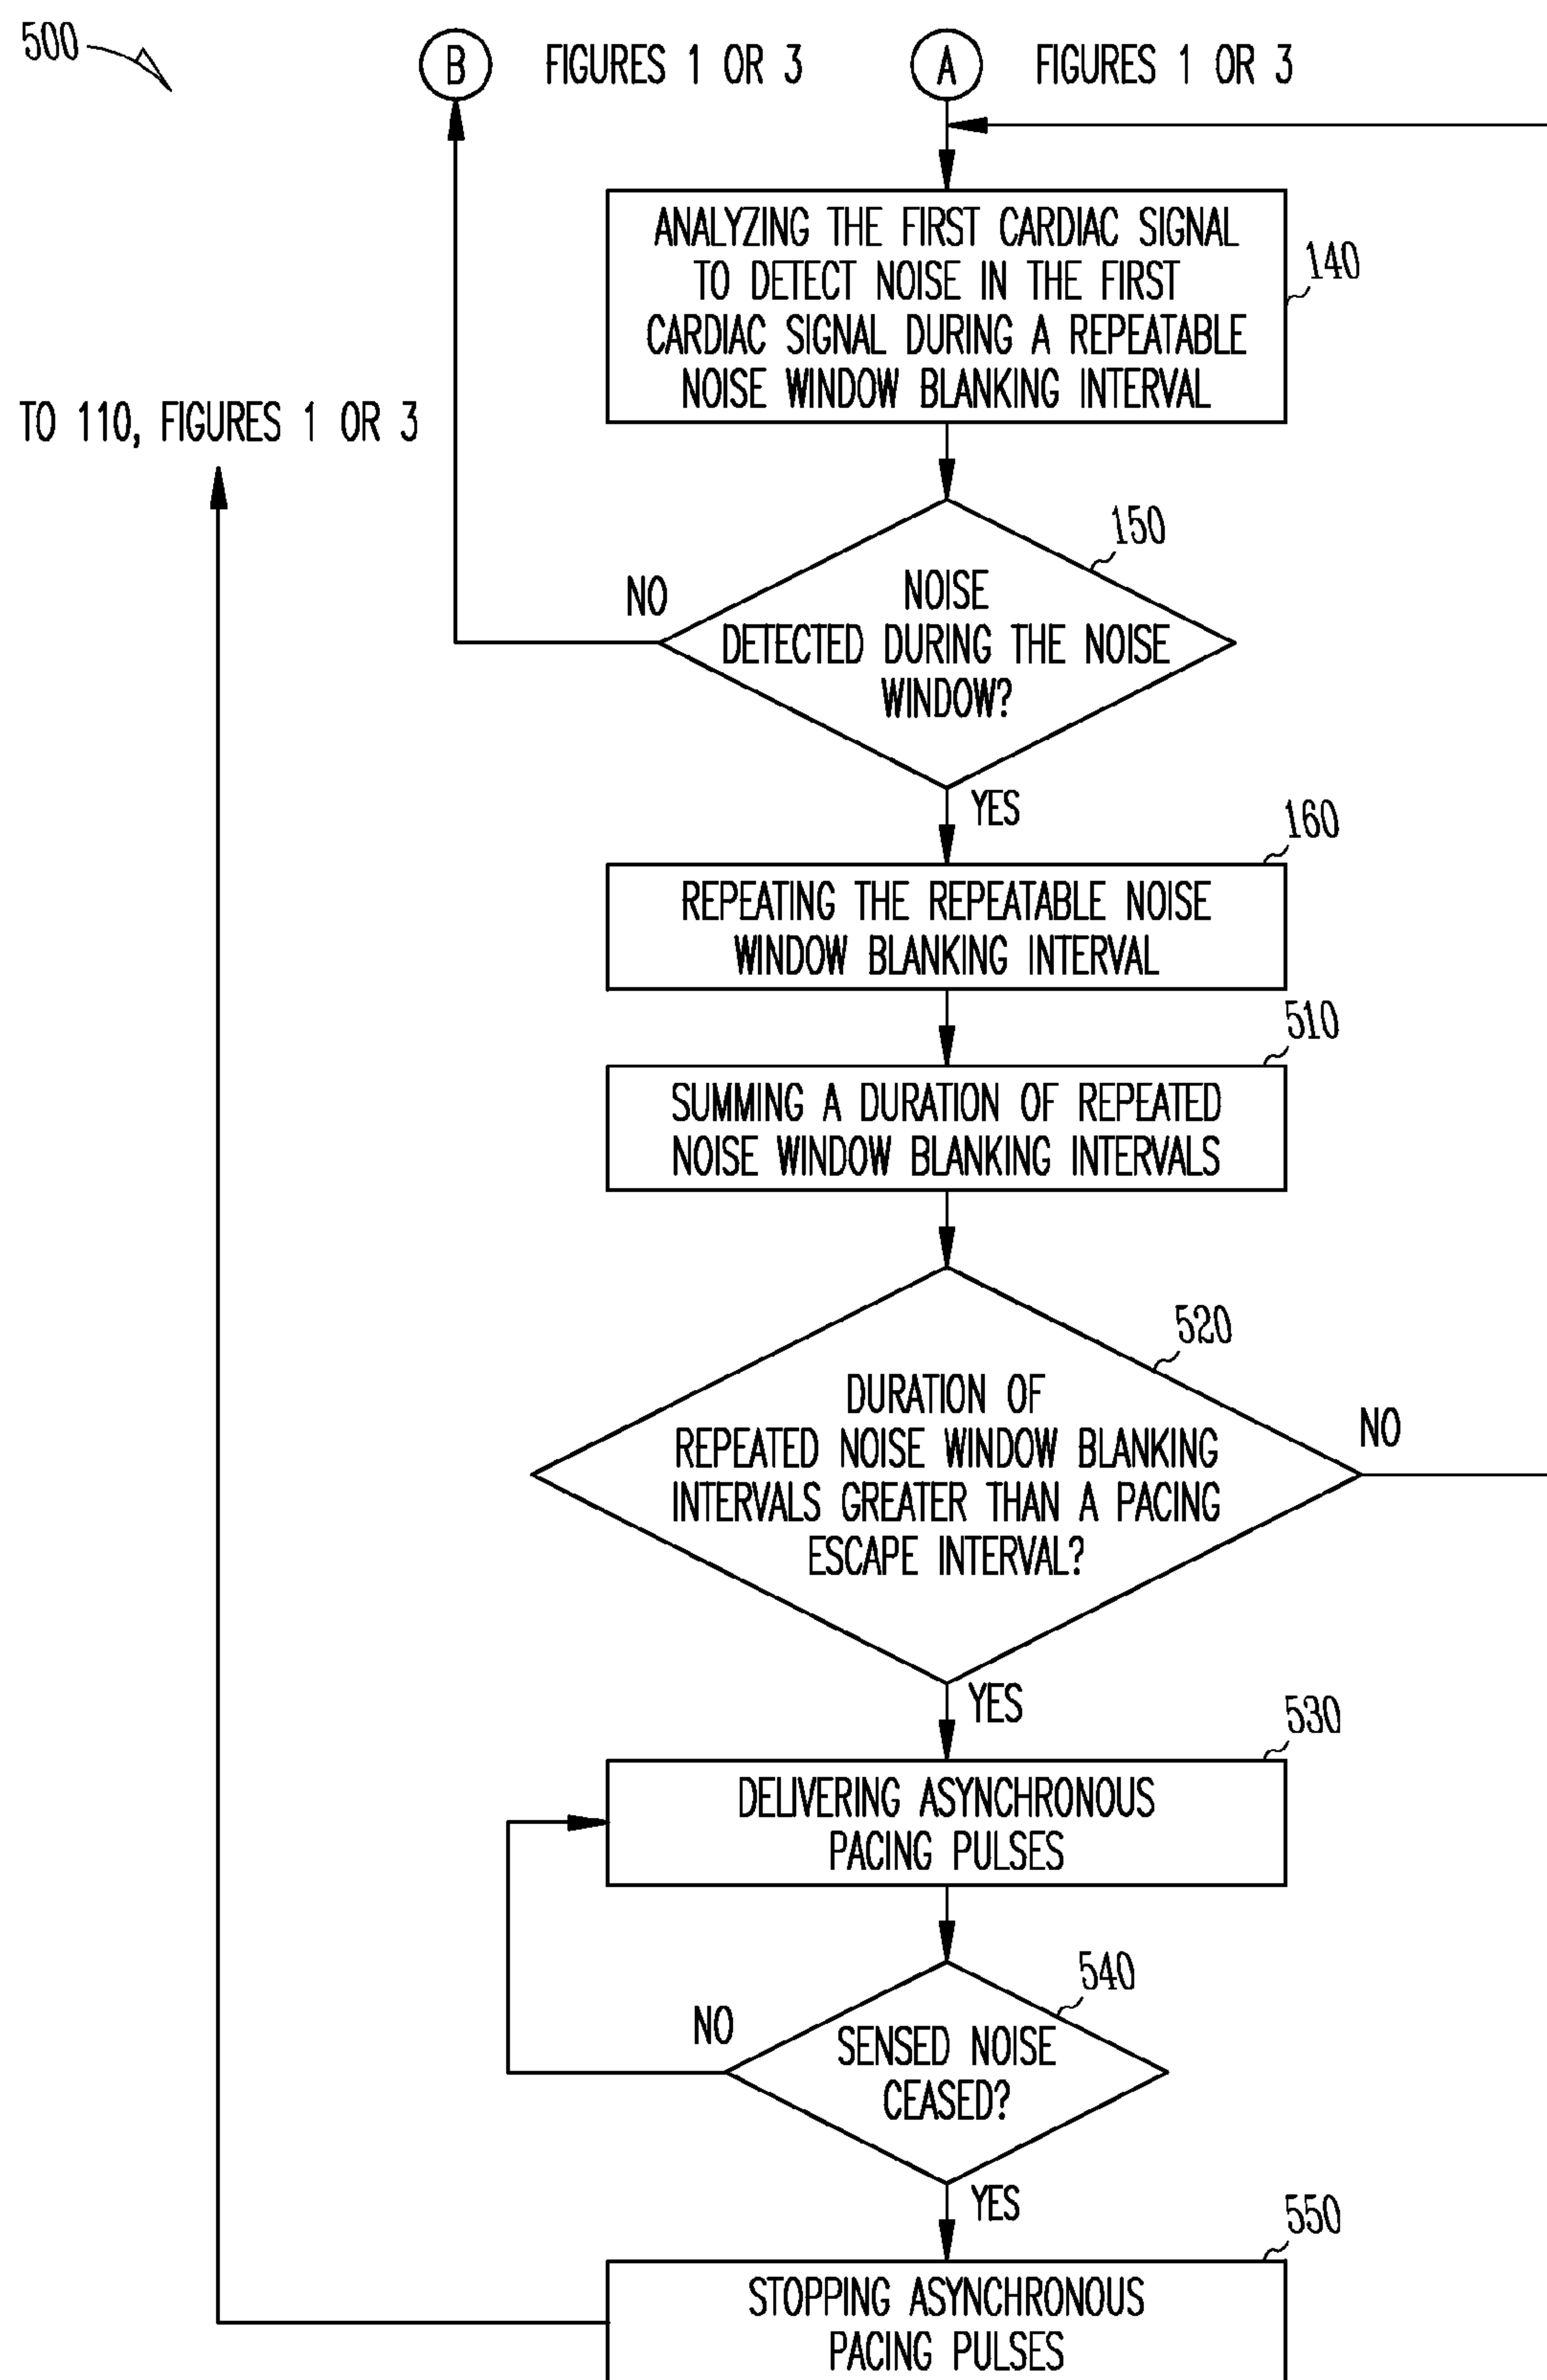 500
B FIGURES 1 OR 3
A FIGURES 1 OR 3
ANALYZING THE FIRST CARDIAC SIGNAL
TO DETECT NOISE IN THE FIRST
CARDIAC SIGNAL DURING A REPEATABLE
NOISE WINDOW BLANKING INTERVAL
140
TO 110, FIGURES 1 OR 3
150
NO
NOISE
DETECTED DURING THE NOISE
WINDOW?
YES
160
REPEATING THE REPEATABLE NOISE
WINDOW BLANKING INTERVAL
510
SUMMING A DURATION OF REPEATED
NOISE WINDOW BLANKING INTERVALS
520
DURATION OF
REPEATED NOISE WINDOW BLANKING
INTERVALS GREATER THAN A PACING
ESCAPE INTERVAL?
NO
YES
530
DELIVERING ASYNCHRONOUS
PACING PULSES
540
NO
SENSED NOISE
CEASED?
YES
550
STOPPING ASYNCHRONOUS
PACING PULSES